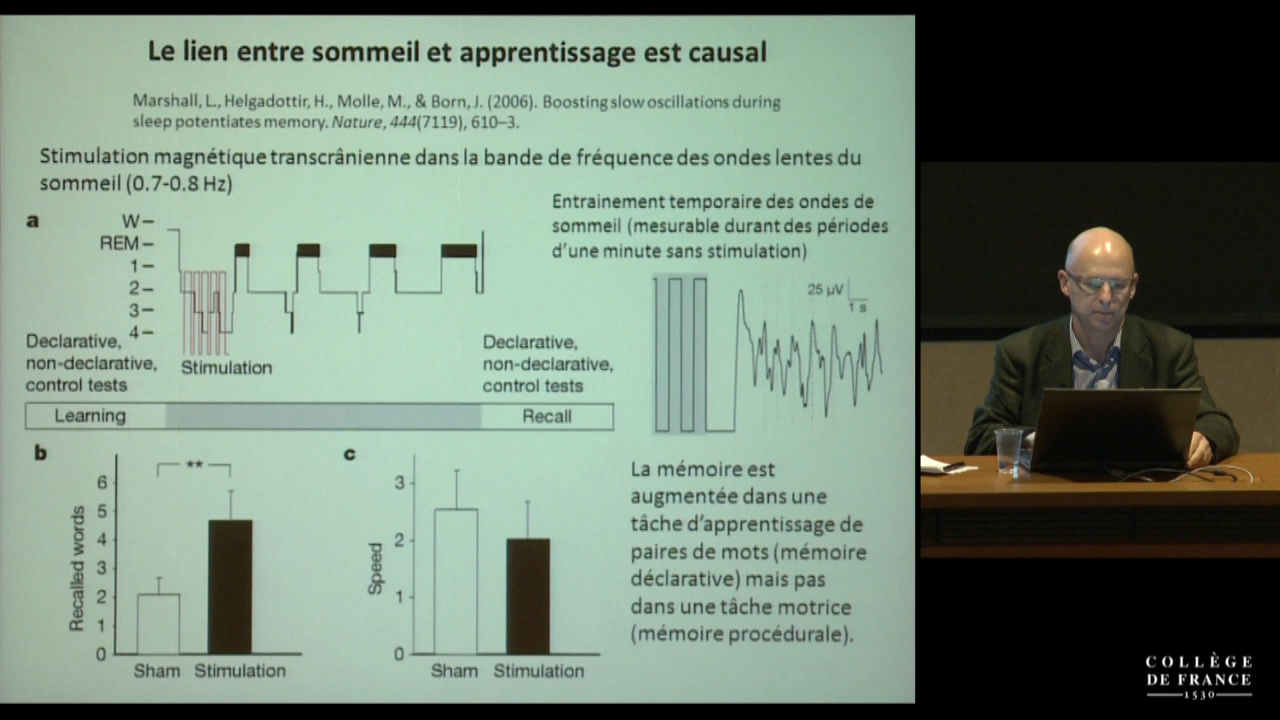 Le lien entre sommeil et apprentissage est causal
Marshall, L., Helgadottir, H., Molle, M., & Born, J. (2006). Boosting slow oscillations during
sleep potentiates memory. Nature, 444(7119), 610–3.
Stimulation magnétique transcrânienne dans la bande de fréquence des ondes lentes du
sommeil (0.7-0.8 Hz)
Entrainement temporaire des ondes de
sommeil (mesurable durant des périodes
d'une minute sans stimulation)
a
W
REM
1
2
3
4
Declarative,
non-declarative,
control tests
Stimulation
Declarative,
non-declarative,
control tests
25 µV
1 s
Learning
Recall
b
**
6
5
4
3
2
1
0
Recalled words
Sham
Stimulation
c
3
2
1
0
Speed
Sham
Stimulation
La mémoire est
augmentée dans une
tâche d'apprentissage de
paires de mots (mémoire
déclarative) mais pas
dans une tâche motrice
(mémoire procédurale).
COLLÈGE
DE FRANCE
1530